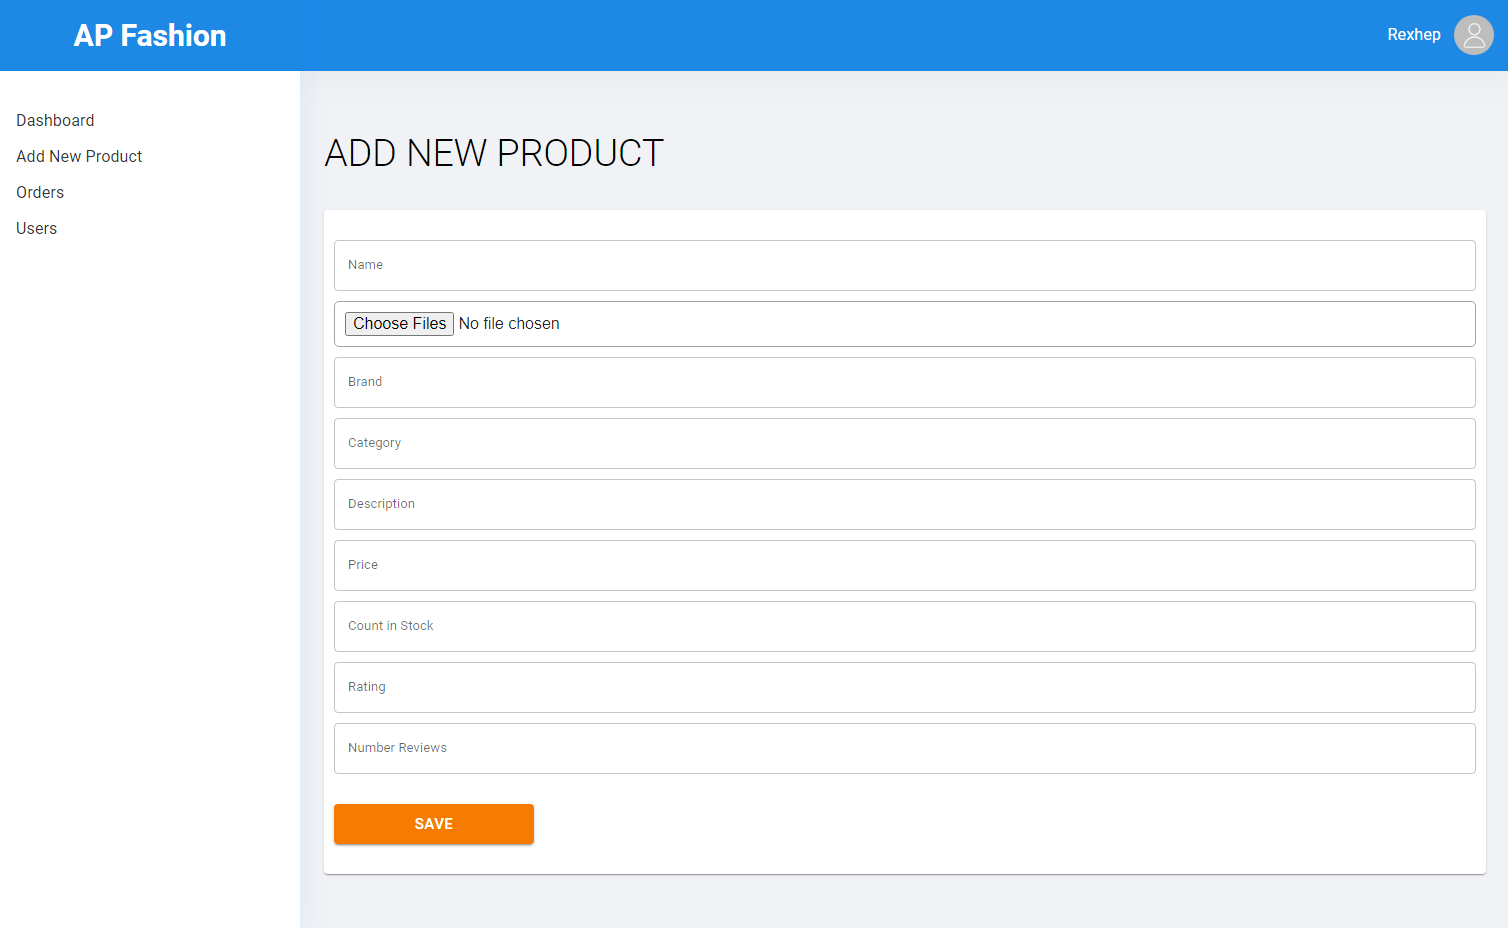 AP Fashion
Rexhep
Dashboard
Add New Product
Orders
Users
ADD NEW PRODUCT
Name
Choose Files No file chosen
Brand
Category
Description
Price
Count in Stock
Rating
Number Reviews
SAVE